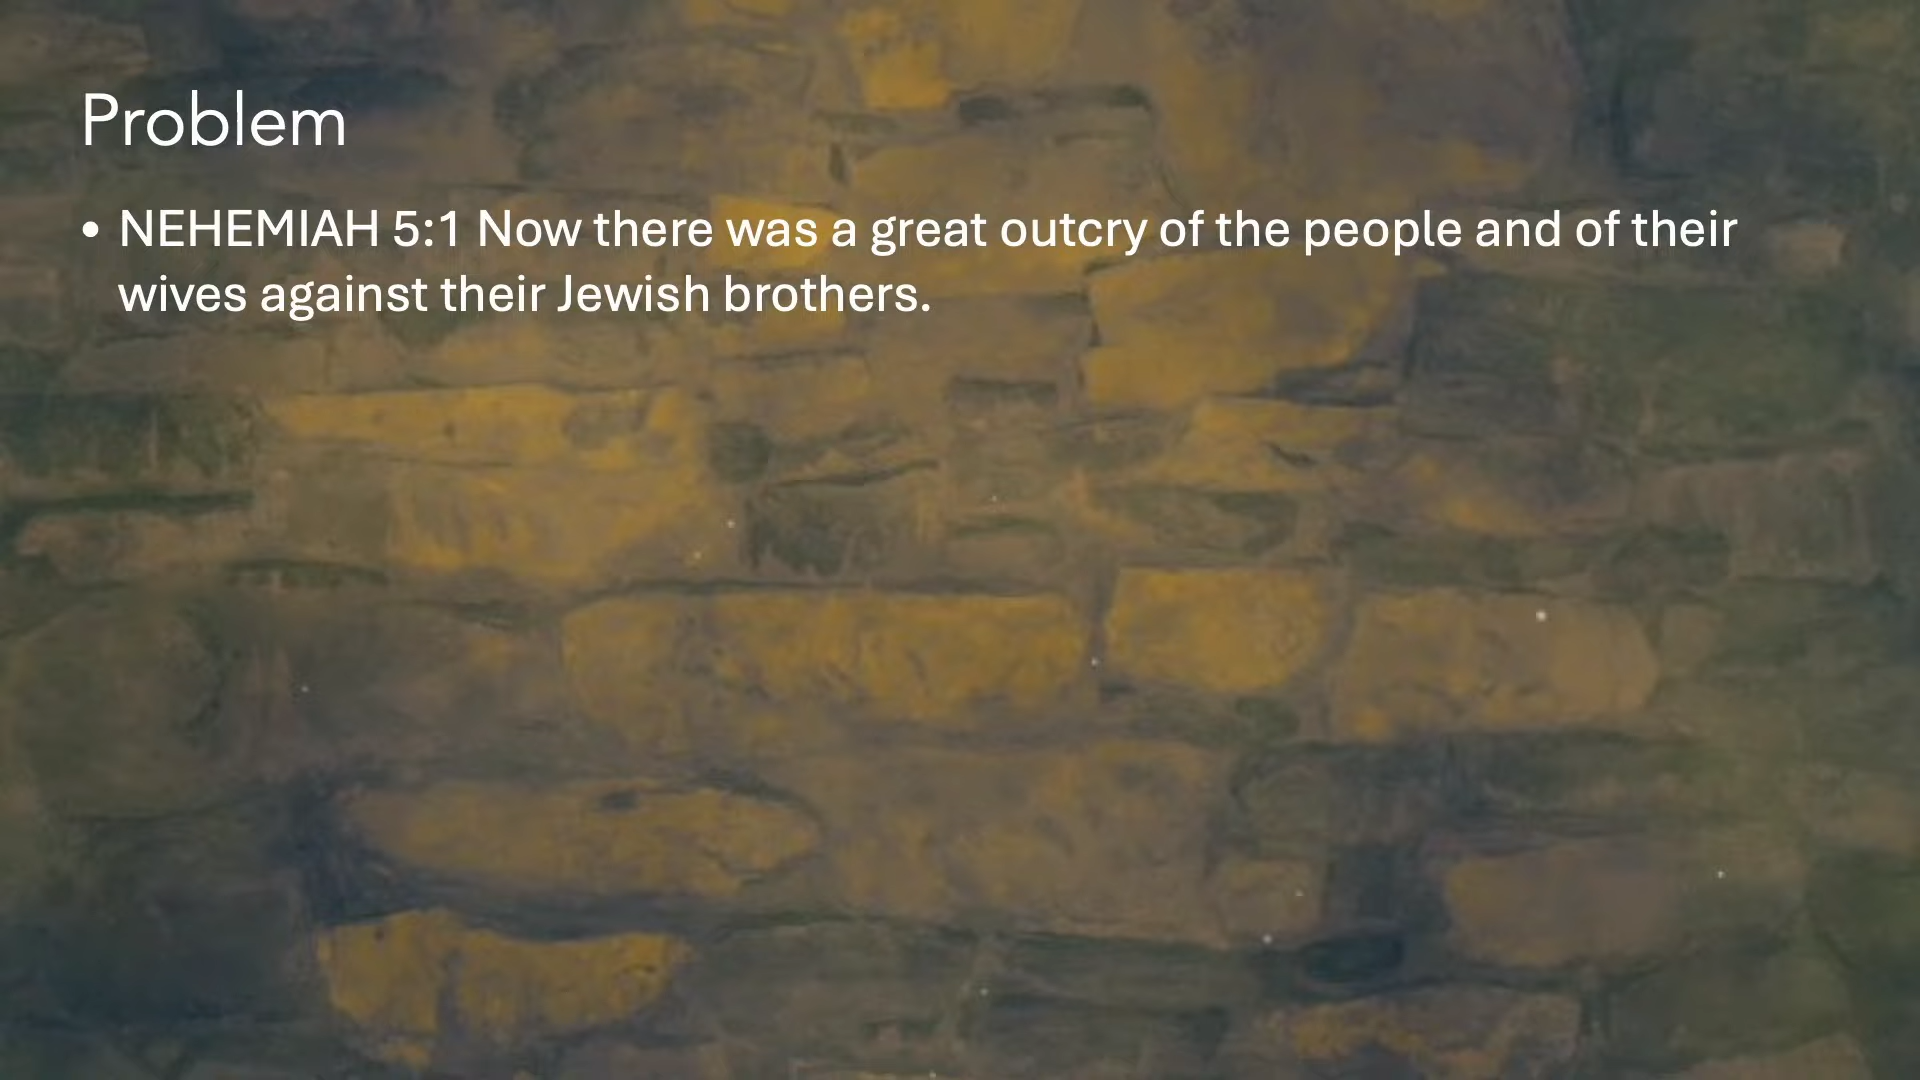 Problem
• NEHEMIAH 5:1 Now there was a great outcry of the people and of their
wives against their Jewish brothers.